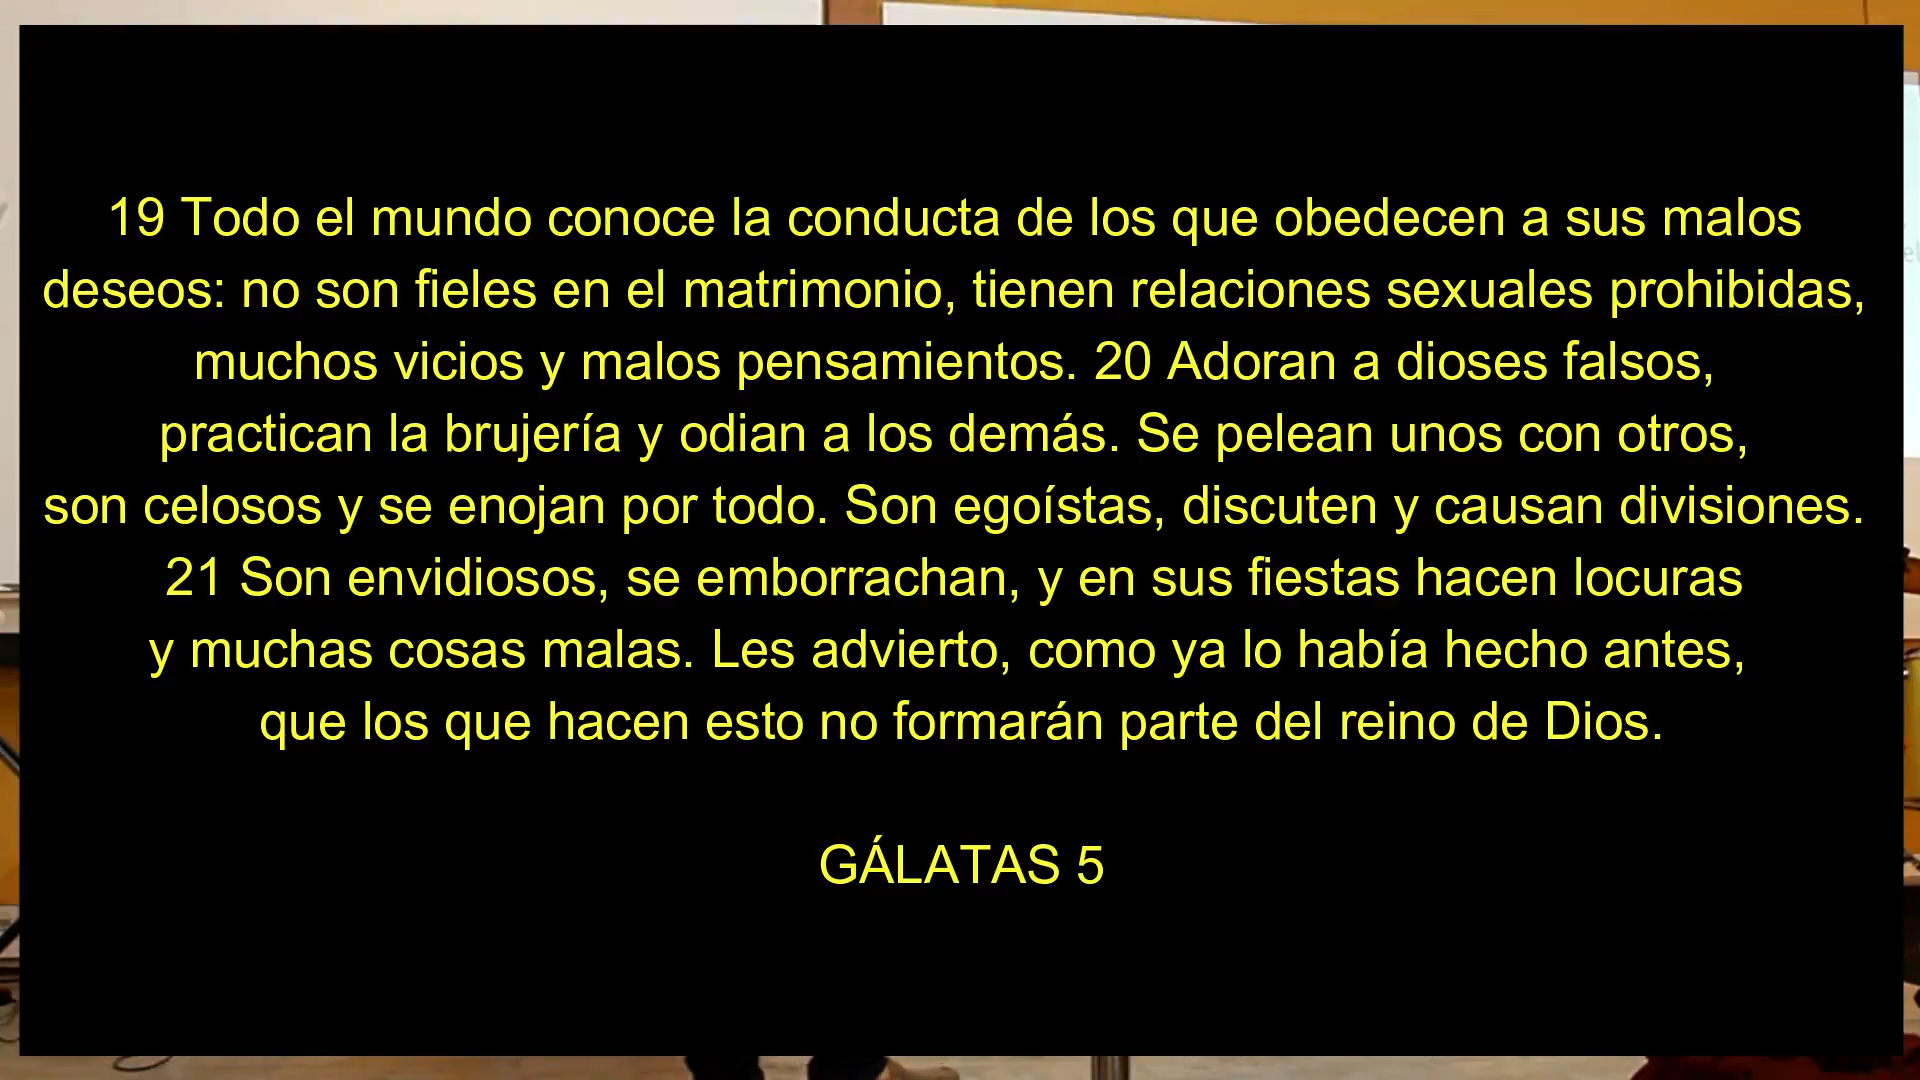 19 Todo el mundo conoce la conducta de los que obedecen a sus malos
deseos: no son fieles en el matrimonio, tienen relaciones sexuales prohibidas,
muchos vicios y malos pensamientos. 20 Adoran a dioses falsos,
practican la brujería y odian a los demás. Se pelean unos con otros,
son celosos y se enojan por todo. Son egoístas, discuten y causan divisiones.
21 Son envidiosos, se emborrachan, y en sus fiestas hacen locuras
y muchas cosas malas. Les advierto, como ya lo había hecho antes,
que los que hacen esto no formarán parte del reino de Dios.
GÁLATAS 5